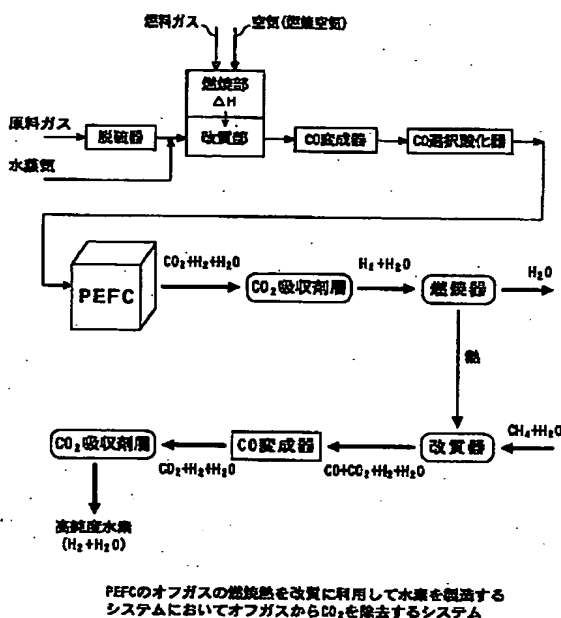 燃料ガス 空気(燃焼空気)
燃焼部
ΔH
原料ガス 脱硫器 改質部 CO変成器 CO選択酸化器
水蒸気
PEFC CO₂+H₂+H₂O CO₂吸収剤層 H₂+H₂O 燃焼器 H₂O
熱
CO₂吸収剤層 CO₂+H₂+H₂O CO変成器 CO+CO₂+H₂+H₂O 改質器 CH₄+H₂O
高純度水素
(H₂+H₂O)
PEFCのオフガスの燃焼熱を改質に利用して水素を製造する
システムにおいてオフガスからCO₂を除去するシステム